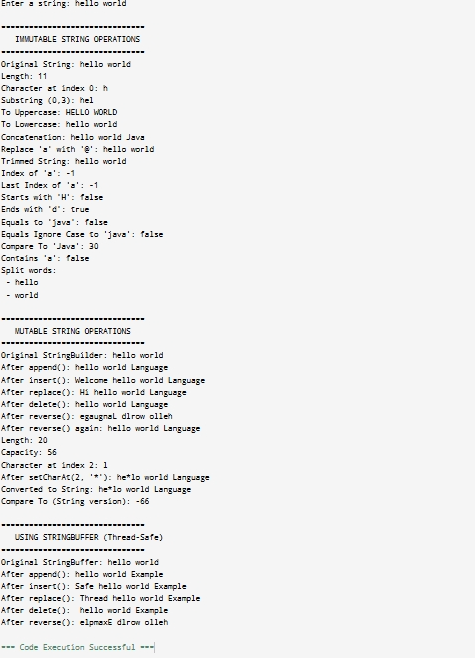 Enter a string: hello world

================================
   IMMUTABLE STRING OPERATIONS
================================
Original String: hello world
Length: 11
Character at index 0: h
Substring (0,3): hel
To Uppercase: HELLO WORLD
To Lowercase: hello world
Concatenation: hello world Java
Replace 'a' with '@': hello world
Trimmed String: hello world
Index of 'a': -1
Last Index of 'a': -1
Starts with 'H': false
Ends with 'd': true
Equals to 'java': false
Equals Ignore Case to 'java': false
Compare To 'Java': 30
Contains 'a': false
Split words:
 - hello
 - world

================================
   MUTABLE STRING OPERATIONS
================================
Original StringBuilder: hello world
After append(): hello world Language
After insert(): Welcome hello world Language
After replace(): Hi hello world Language
After delete(): hello world Language
After reverse(): egaugnaL dlrow olleh
After reverse() again: hello world Language
Length: 20
Capacity: 56
Character at index 2: l
After setCharAt(2, '*'): he*lo world Language
Converted to String: he*lo world Language
Compare To (String version): -66

================================
   USING STRINGBUFFER (Thread-Safe)
================================
Original StringBuffer: hello world
After append(): hello world Example
After insert(): Safe hello world Example
After replace(): Thread hello world Example
After delete():  hello world Example
After reverse(): elpmaxE dlrow olleh

=== Code Execution Successful ===